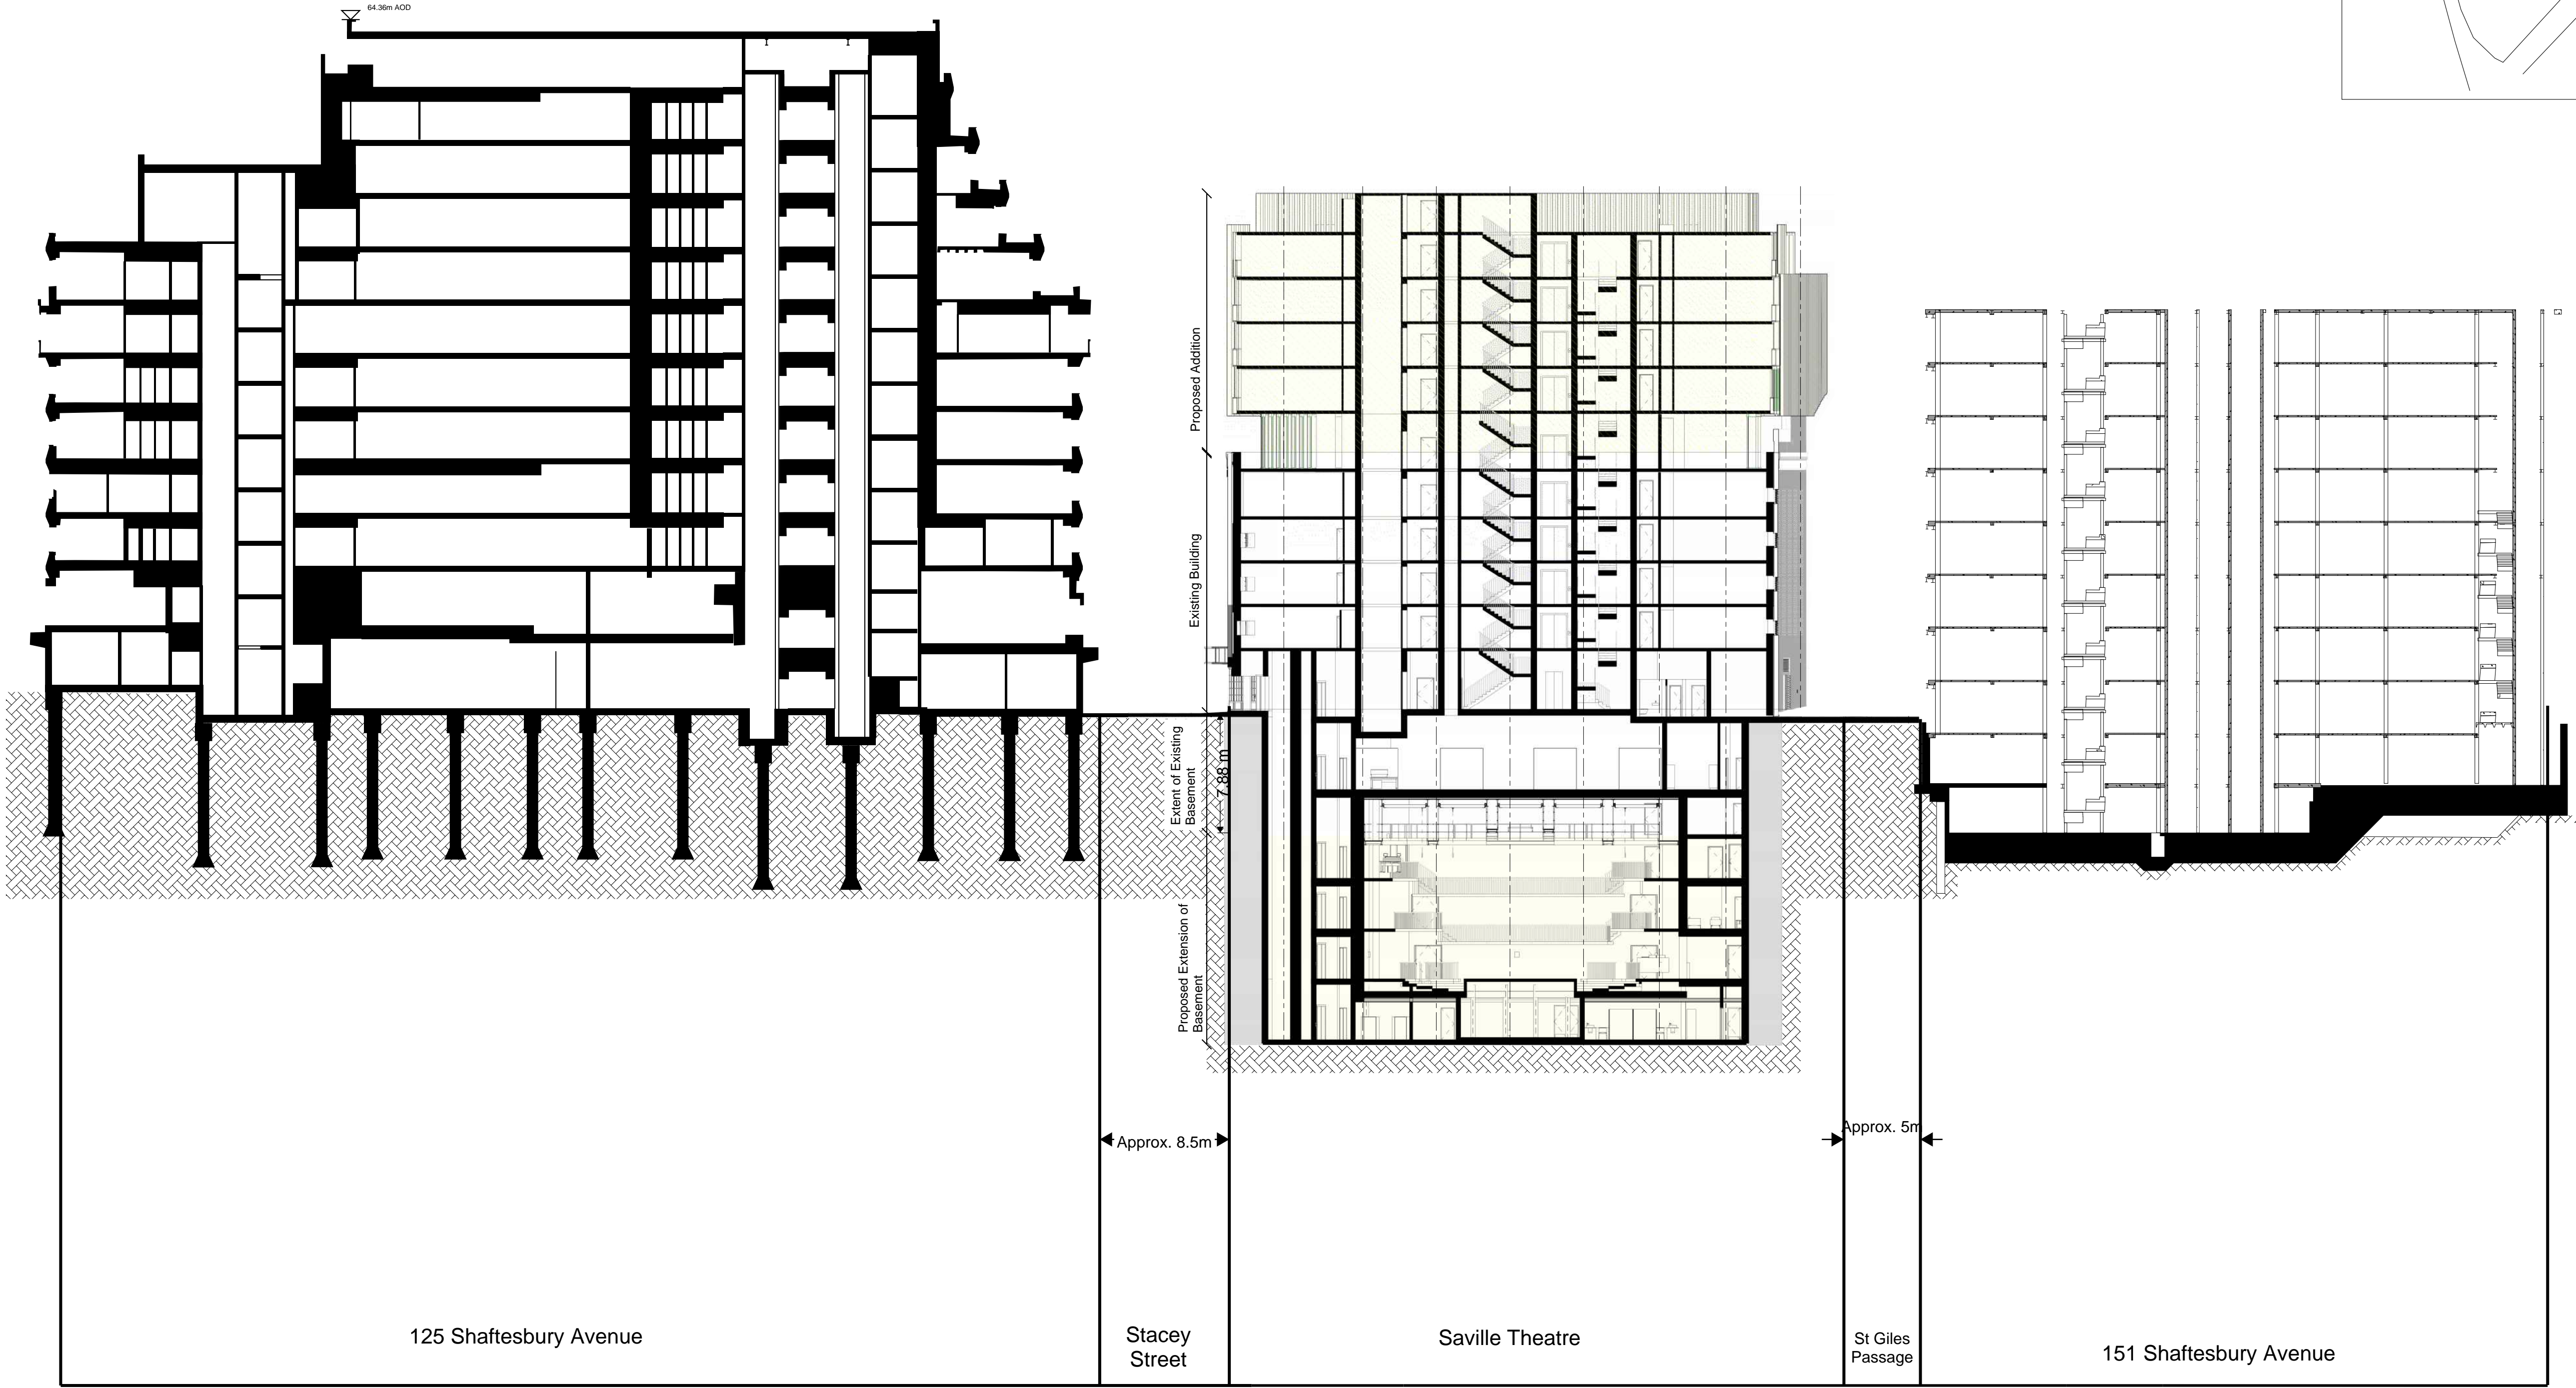 64.36m AOD
Proposed Addition
Existing Building
Extent of Existing
Basement
7.88 m
Proposed Extension of
Basement
Approx. 8.5m
Approx. 5m
125 Shaftesbury Avenue
Stacey
Street
Saville Theatre
St Giles
Passage
151 Shaftesbury Avenue